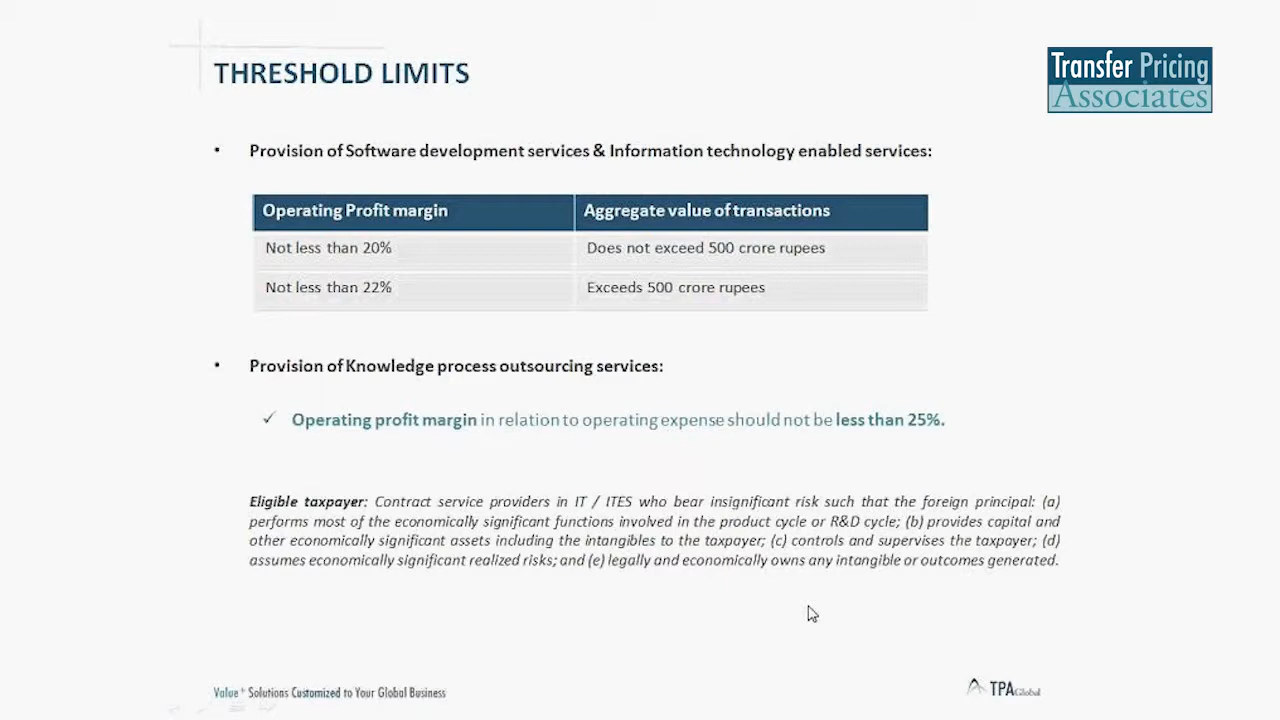 THRESHOLD LIMITS
Transfer Pricing
Associates
• Provision of Software development services & Information technology enabled services:
Operating Profit margin Aggregate value of transactions
Not less than 20% Does not exceed 500 crore rupees
Not less than 22% Exceeds 500 crore rupees
• Provision of Knowledge process outsourcing services:
✓ Operating profit margin in relation to operating expense should not be less than 25%.
Eligible taxpayer: Contract service providers in IT / ITES who bear insignificant risk such that the foreign principal: (a)
performs most of the economically significant functions involved in the product cycle or R&D cycle; (b) provides capital and
other economically significant assets including the intangibles to the taxpayer; (c) controls and supervises the taxpayer; (d)
assumes economically significant realized risks; and (e) legally and economically owns any intangible or outcomes generated.
Value+ Solutions Customized to Your Global Business
TPA Global